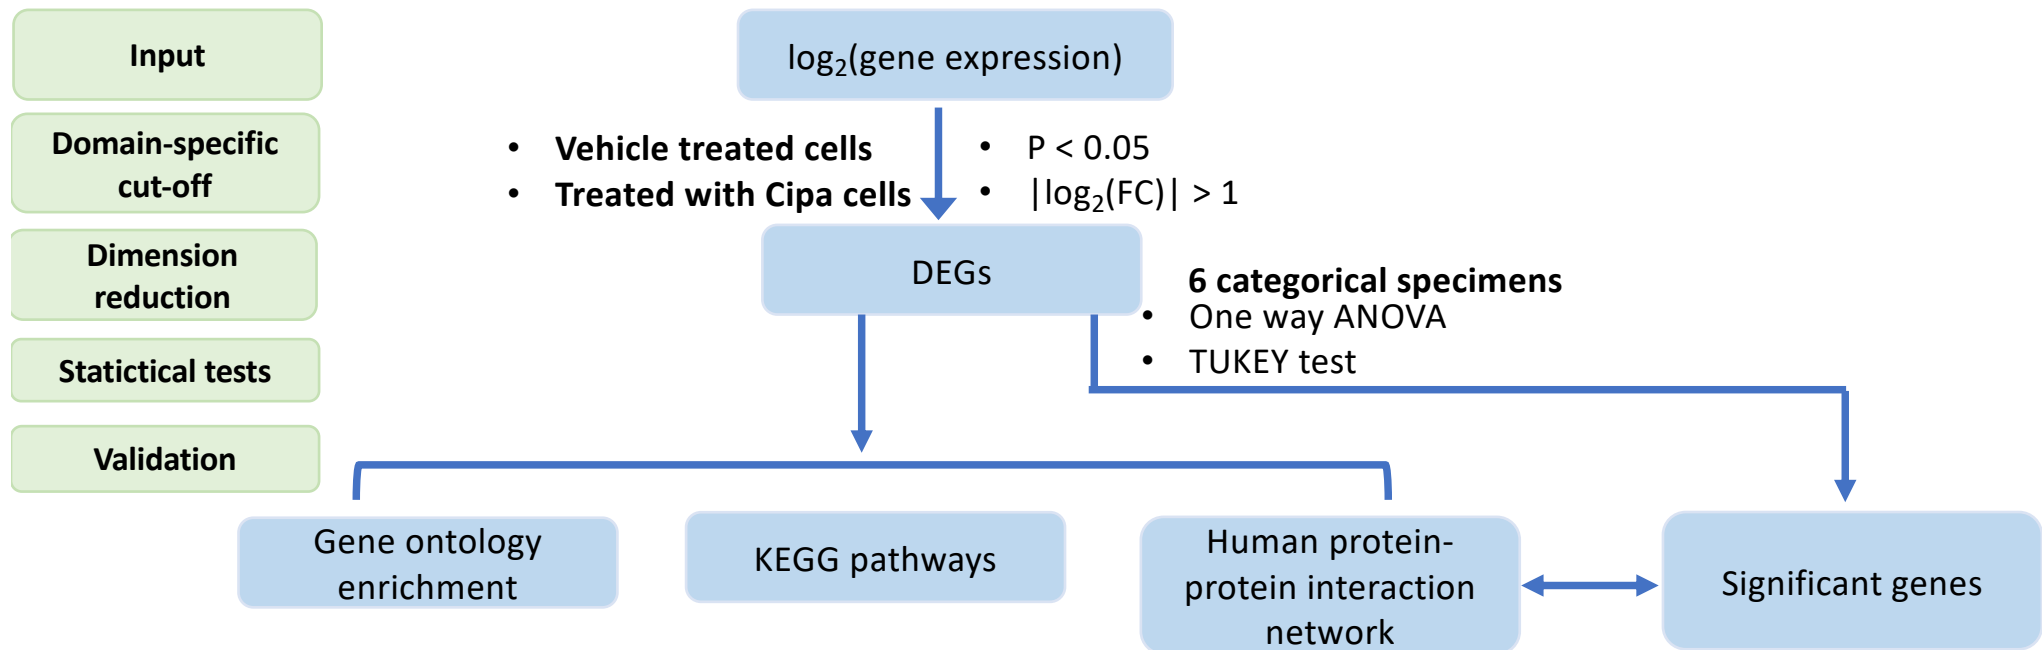 Input
log₂(gene expression)
Domain-specific
cut-off
• Vehicle treated cells
• Treated with Cipa cells
• P < 0.05
• |log₂(FC)| > 1
Dimension
reduction
DEGs
6 categorical specimens
• One way ANOVA
• TUKEY test
Statictical tests
Validation
Gene ontology
enrichment
KEGG pathways
Human protein-
protein interaction
network
Significant genes